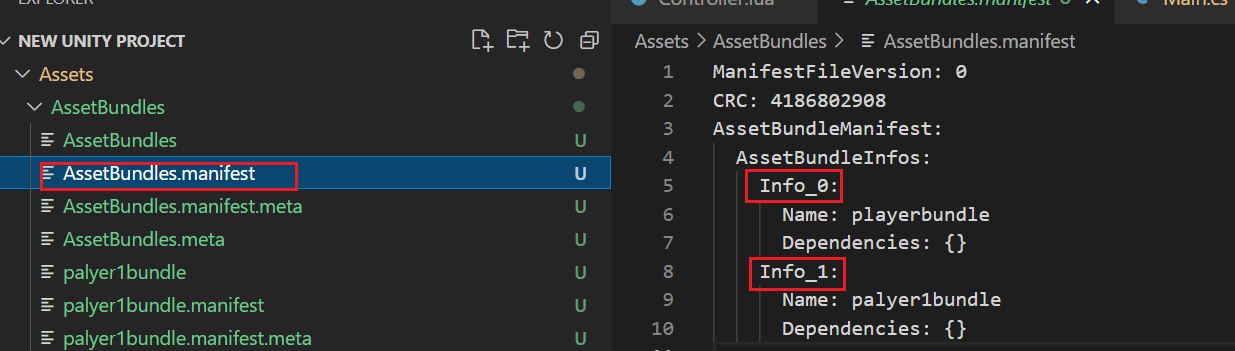 EXPLORER
NEW UNITY PROJECT
Assets
AssetBundles
AssetBundles U
AssetBundles.manifest U
AssetBundles.manifest.meta U
AssetBundles.meta U
palyer1bundle U
palyer1bundle.manifest U
palyer1bundle.manifest.meta U
Controller.lua
AssetBundles.manifest U
Main.cs
Assets > AssetBundles > AssetBundles.manifest
1 ManifestFileVersion: 0
2 CRC: 4186802908
3 AssetBundleManifest:
4 AssetBundleInfos:
5 Info_0:
6 Name: playerbundle
7 Dependencies: {}
8 Info_1:
9 Name: palyer1bundle
10 Dependencies: {}